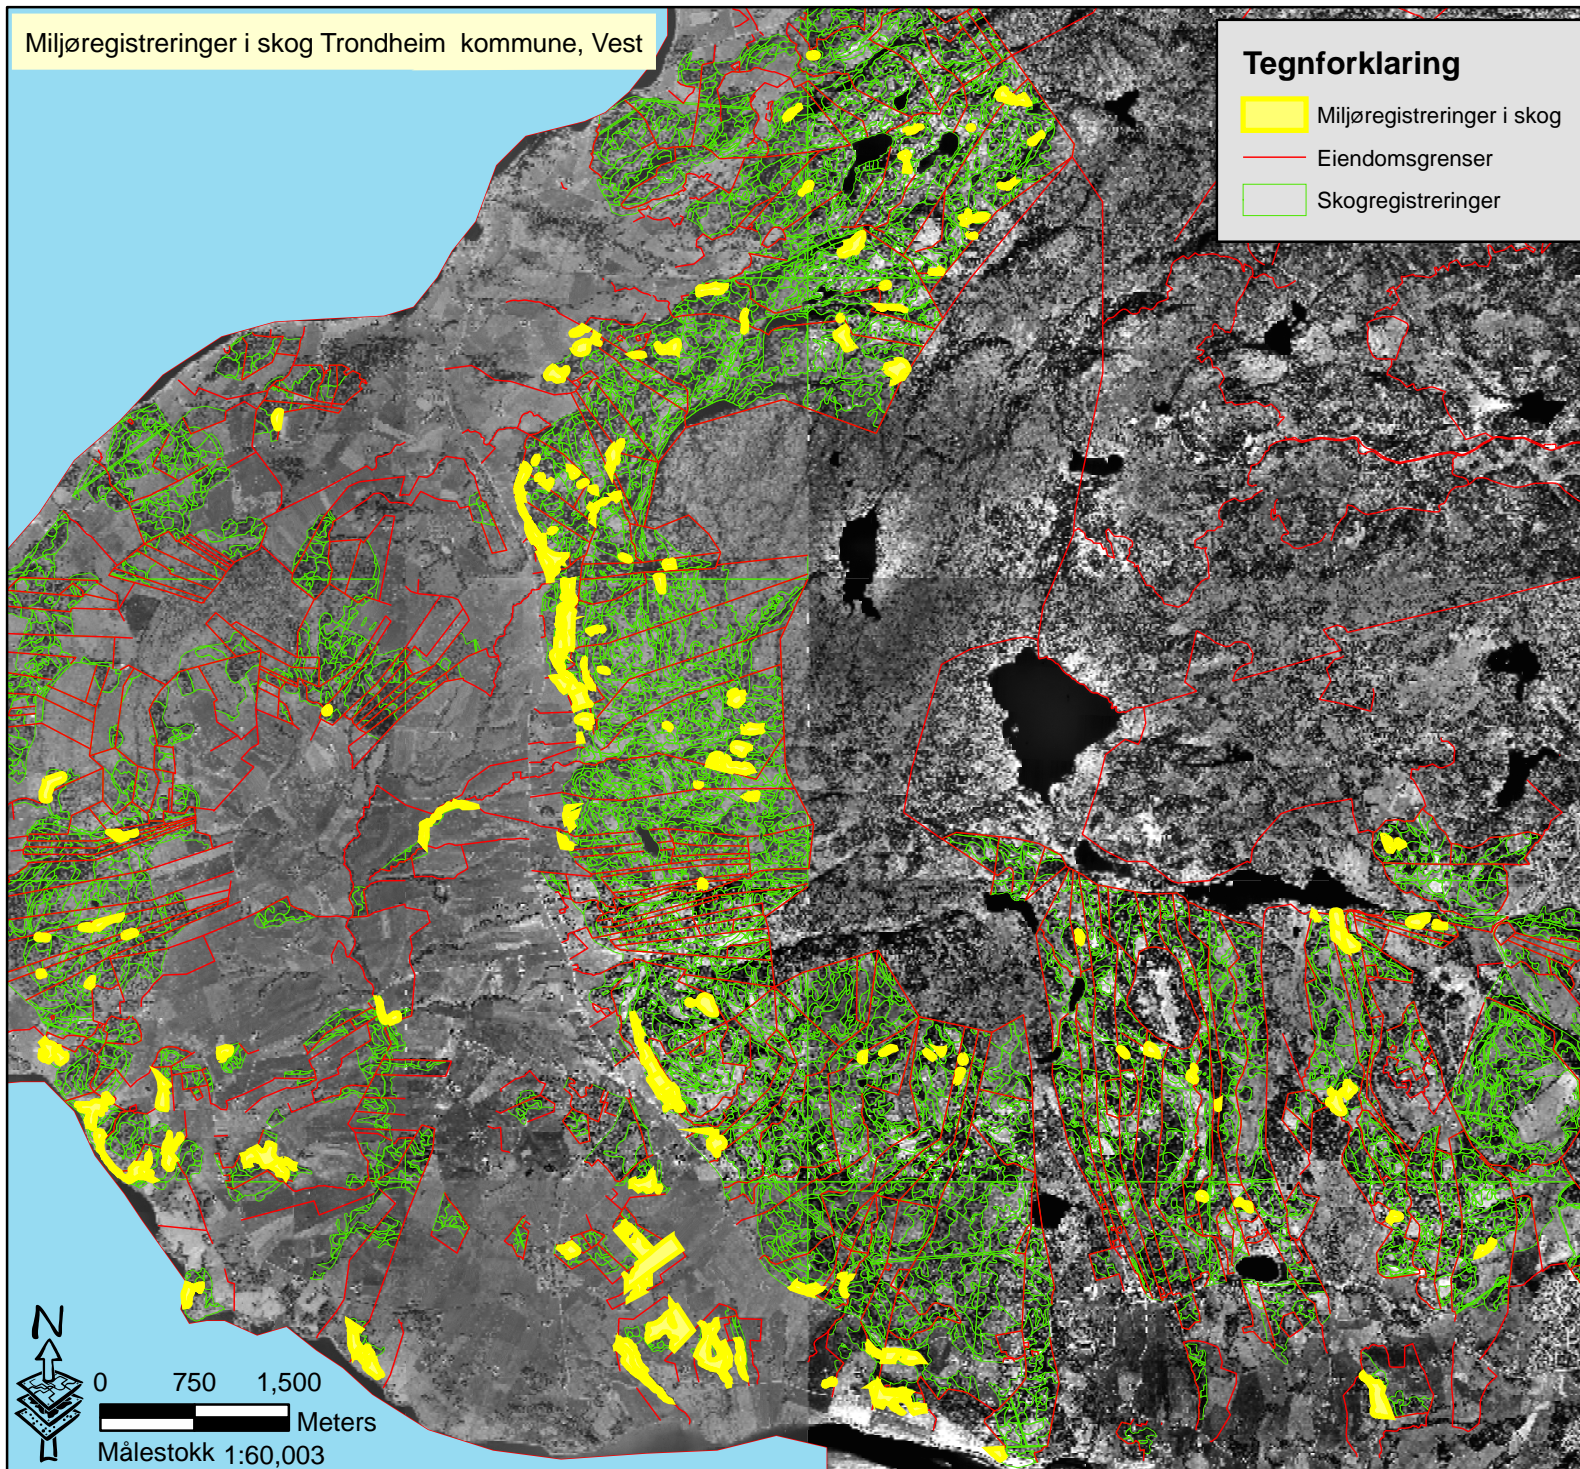 Miljøregistreringer i skog Trondheim  kommune, Vest
Tegnforklaring
Miljøregistreringer i skog
Eiendomsgrenser
Skogregistreringer
N
0 750 1,500
Meters
Målestokk 1:60,003